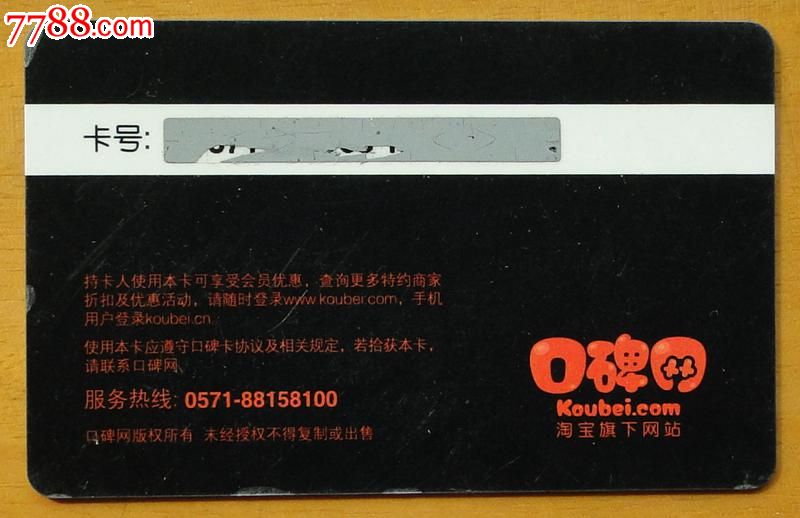 7788.com
卡号:
持卡人使用本卡可享受会员优惠，查询更多特约商家
折扣及优惠活动，请随时登录www.koubei.com，手机
用户登录koubei.cn
使用本卡应遵守口碑卡协议及相关规定，若拾获本卡，
请联系口碑网
服务热线: 0571-88158100
口碑网版权所有 未经授权不得复制或出售
口碑网
Koubei.com
淘宝旗下网站